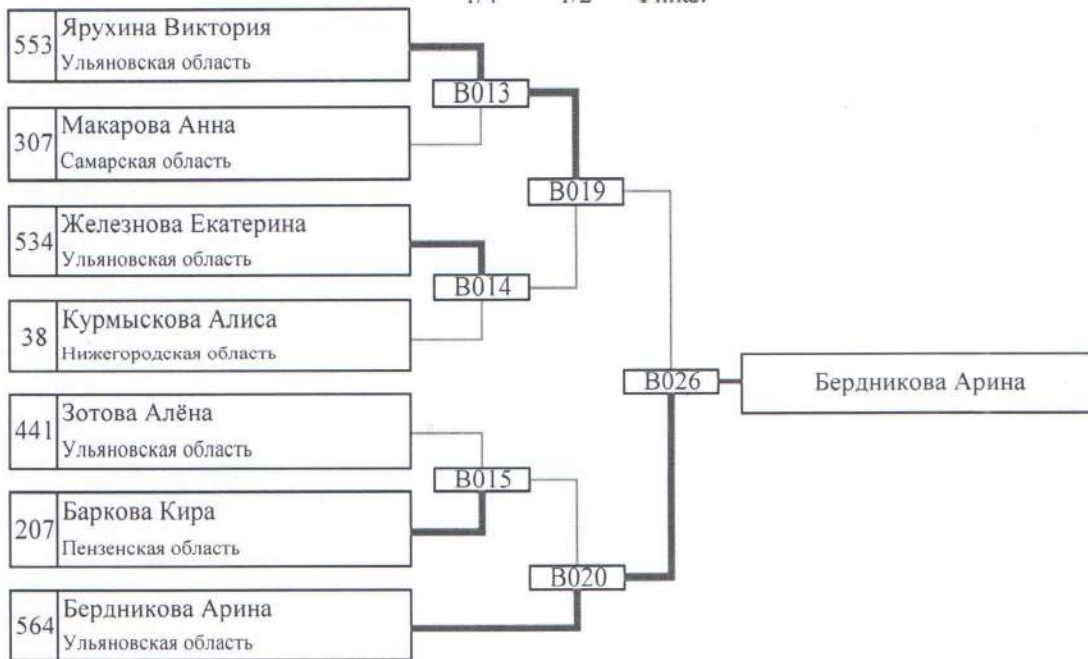 553
Ярухина Виктория
Ульяновская область
B013
307
Макарова Анна
Самарская область
B019
534
Железнова Екатерина
Ульяновская область
B014
38
Курмыскова Алиса
Нижегородская область
B026
Бердникова Арина
441
Зотова Алёна
Ульяновская область
B015
207
Баркова Кира
Пензенская область
B020
564
Бердникова Арина
Ульяновская область